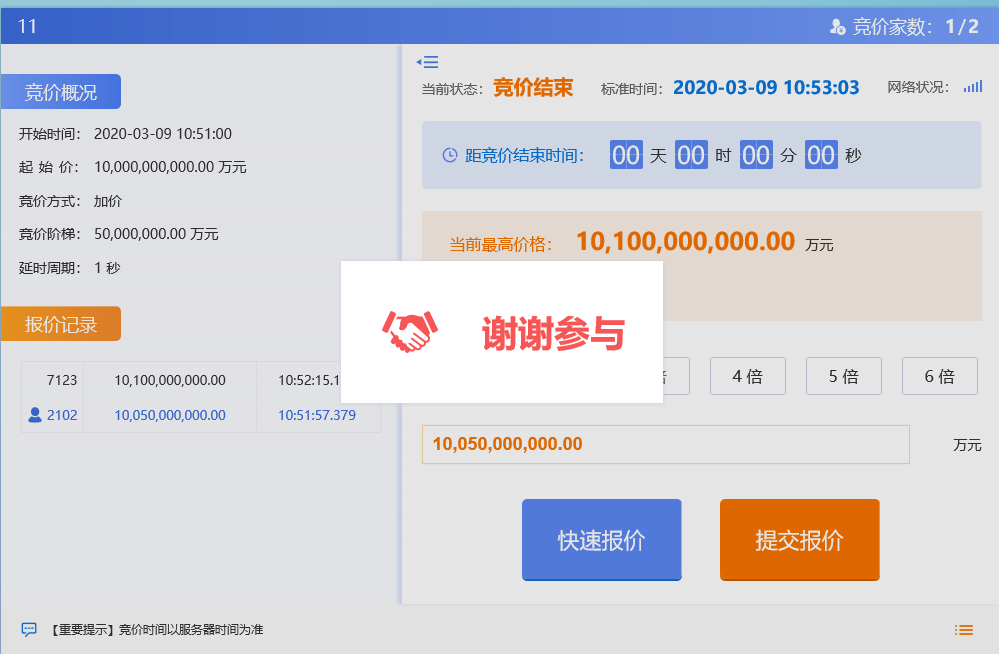 11
竞价家数： 1/2
竞价概况
开始时间： 2020-03-09 10:51:00
起 始 价： 10,000,000,000.00 万元
竞价方式： 加价
竞价阶梯： 50,000,000.00 万元
延时周期： 1 秒
报价记录
7123 10,100,000,000.00 10:52:15.1
2102 10,050,000,000.00 10:51:57.379
当前状态： 竞价结束 标准时间： 2020-03-09 10:53:03 网络状况：
距竞价结束时间： 00 天 00 时 00 分 00 秒
当前最高价格： 10,100,000,000.00 万元
谢谢参与
4 倍 5 倍 6 倍
10,050,000,000.00 万元
快速报价 提交报价
【重要提示】竞价时间以服务器时间为准